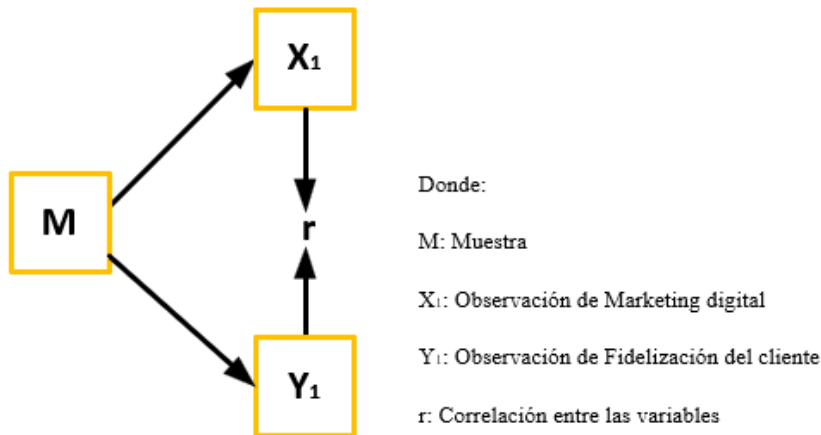 X₁
M
r
Y₁
Donde:
M: Muestra
X₁: Observación de Marketing digital
Y₁: Observación de Fidelización del cliente
r: Correlación entre las variables